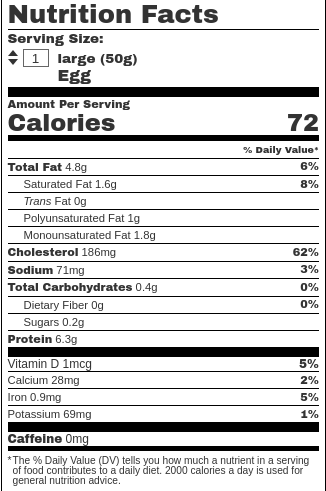 Nutrition Facts
Serving Size:
1 large (50g)
Egg
Amount Per Serving
Calories 72
% Daily Value*
Total Fat 4.8g 6%
Saturated Fat 1.6g 8%
Trans Fat 0g
Polyunsaturated Fat 1g
Monounsaturated Fat 1.8g
Cholesterol 186mg 62%
Sodium 71mg 3%
Total Carbohydrates 0.4g 0%
Dietary Fiber 0g 0%
Sugars 0.2g
Protein 6.3g
Vitamin D 1mcg 5%
Calcium 28mg 2%
Iron 0.9mg 5%
Potassium 69mg 1%
Caffeine 0mg
*The % Daily Value (DV) tells you how much a nutrient in a serving
of food contributes to a daily diet. 2000 calories a day is used for
general nutrition advice.